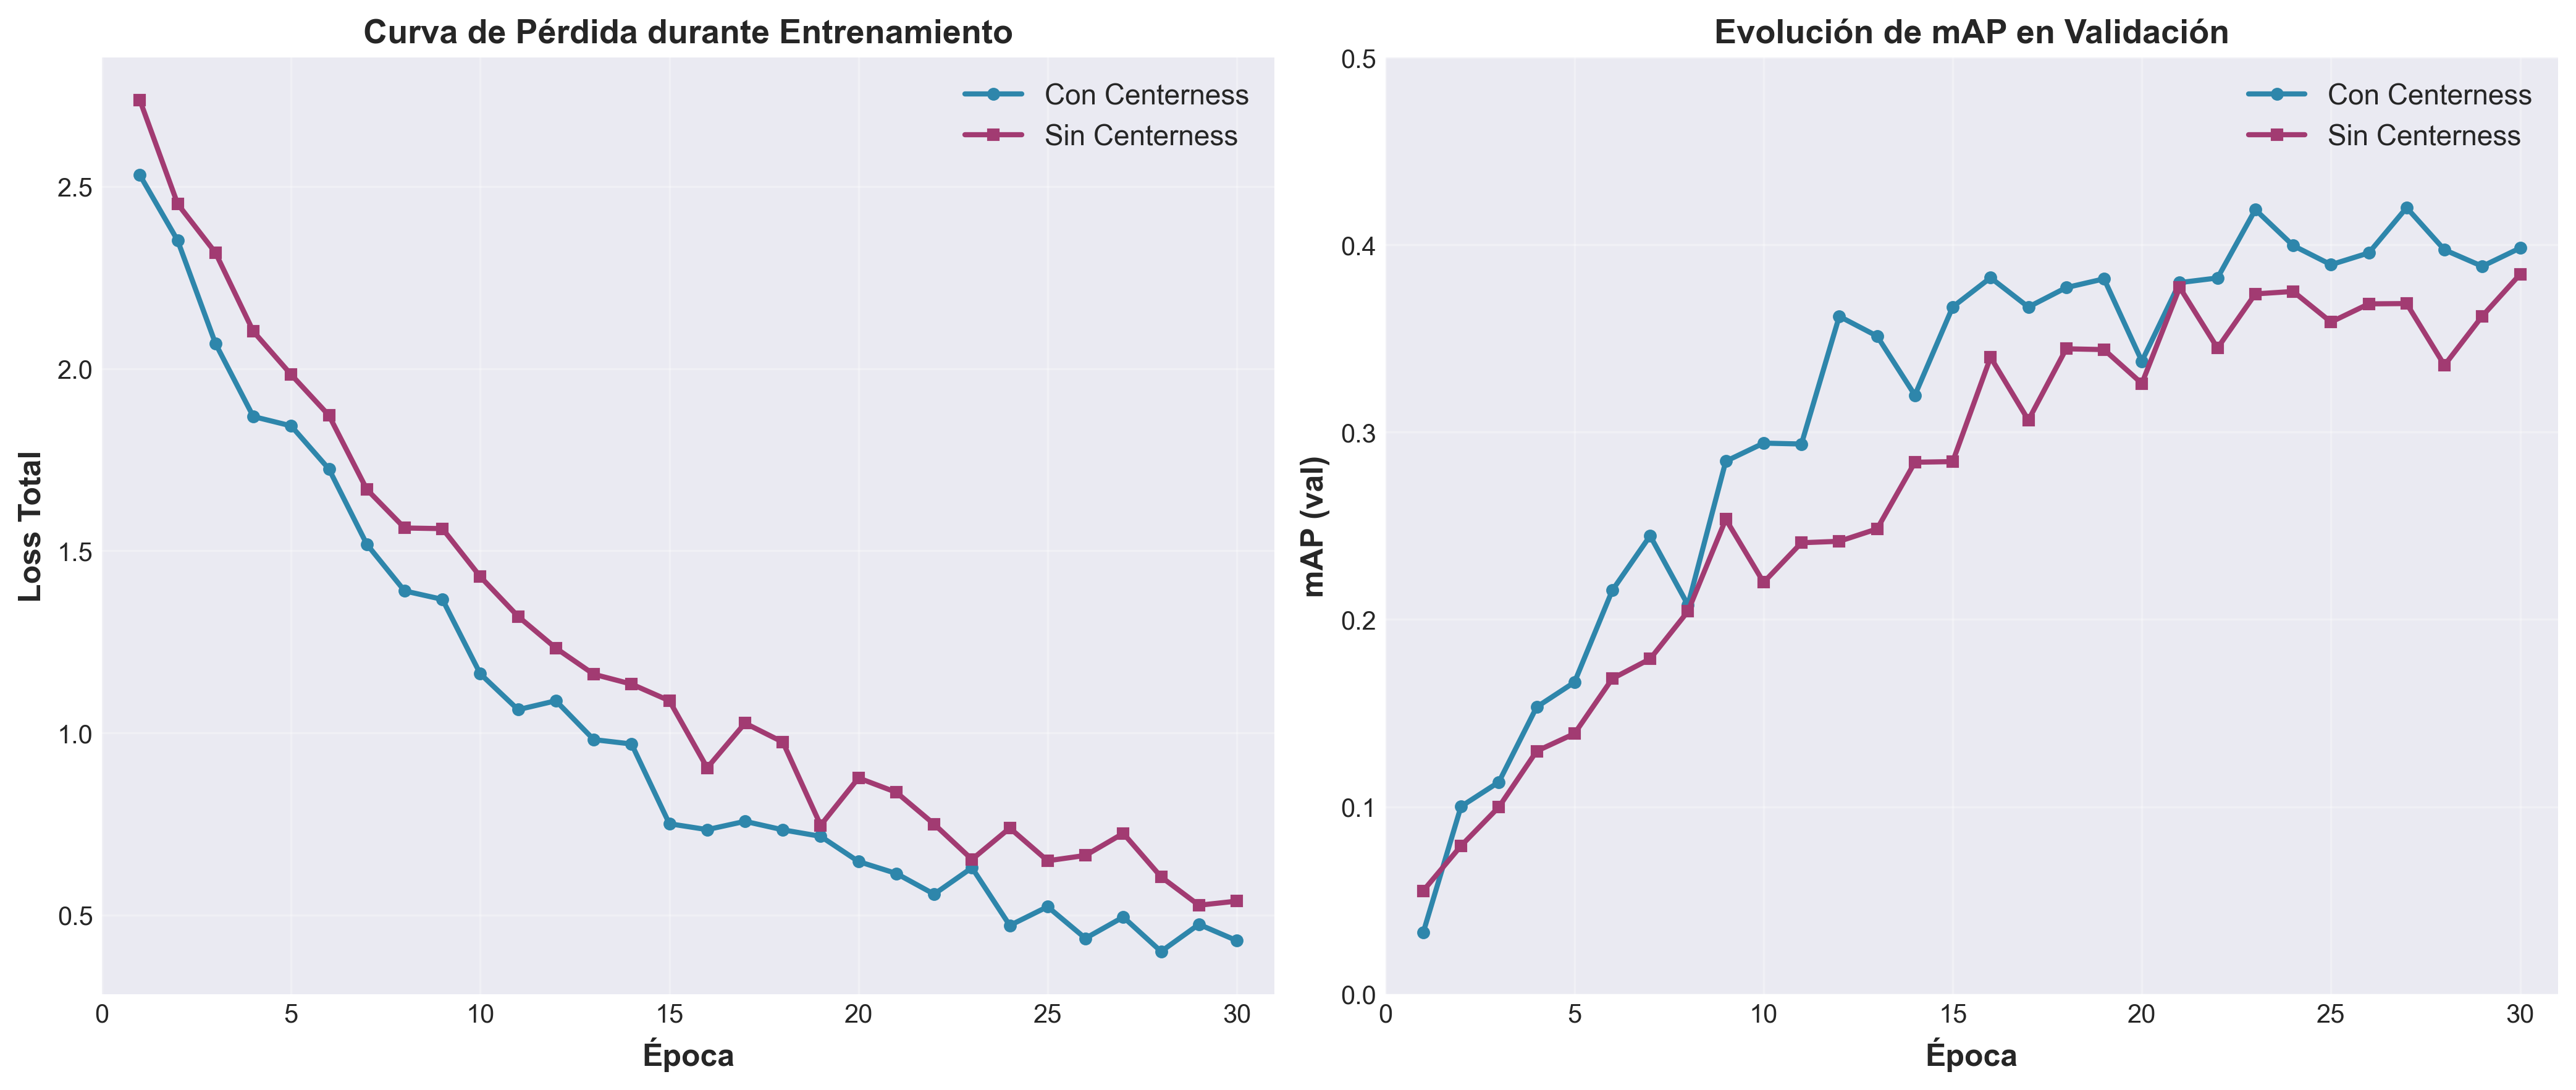 Curva de Pérdida durante Entrenamiento
Con Centerness
Sin Centerness
2.5
2.0
1.5
1.0
0.5
Loss Total
0 5 10 15 20 25 30
Época
Evolución de mAP en Validación
Con Centerness
Sin Centerness
0.5
0.4
0.3
0.2
0.1
0.0
mAP (val)
0 5 10 15 20 25 30
Época